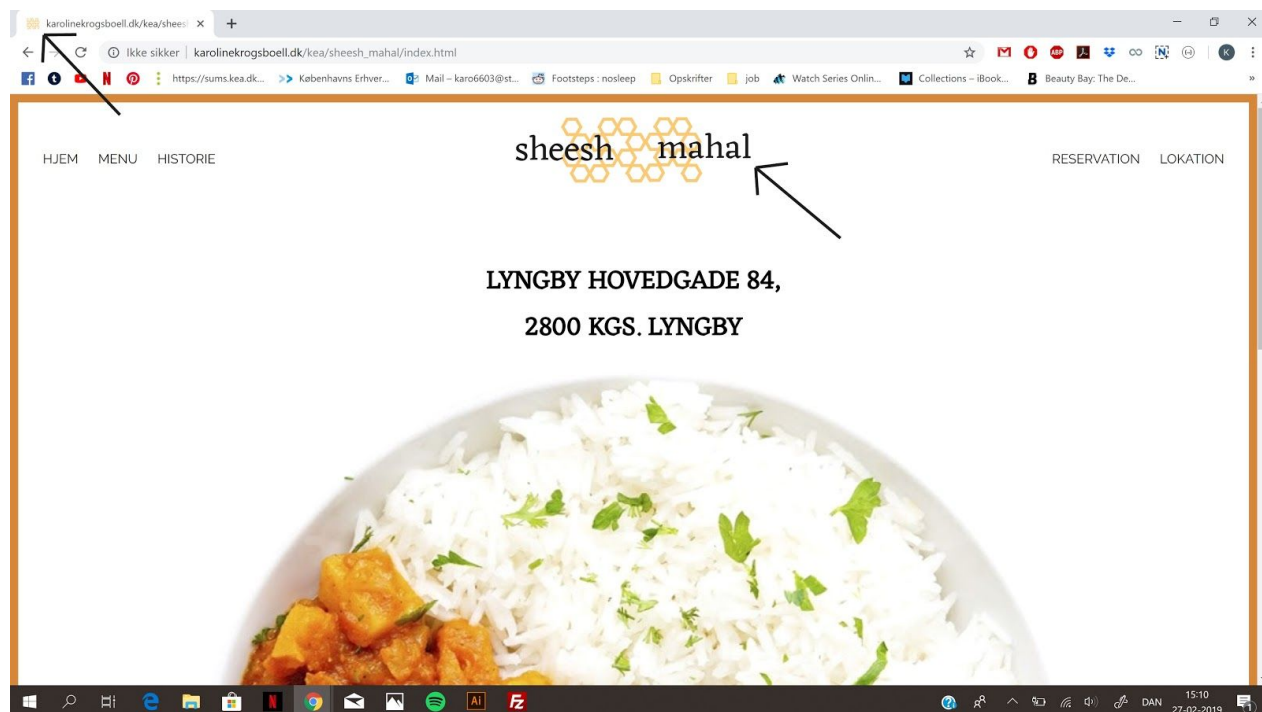 karolinekrogsboell.dk/kea/shees
Ikke sikker | karolinekrogsboell.dk/kea/sheesh_mahal/index.html
https://sums.kea.dk... Københavns Erhver... Mail – karo6603@st... Footsteps : nosleep Opskrifter job Watch Series Onlin... Collections – iBook... Beauty Bay: The De...
HJEM MENU HISTORIE sheesh mahal RESERVATION LOKATION
LYNGBY HOVEDGADE 84,
2800 KGS. LYNGBY
DAN 15:10
27-02-2019